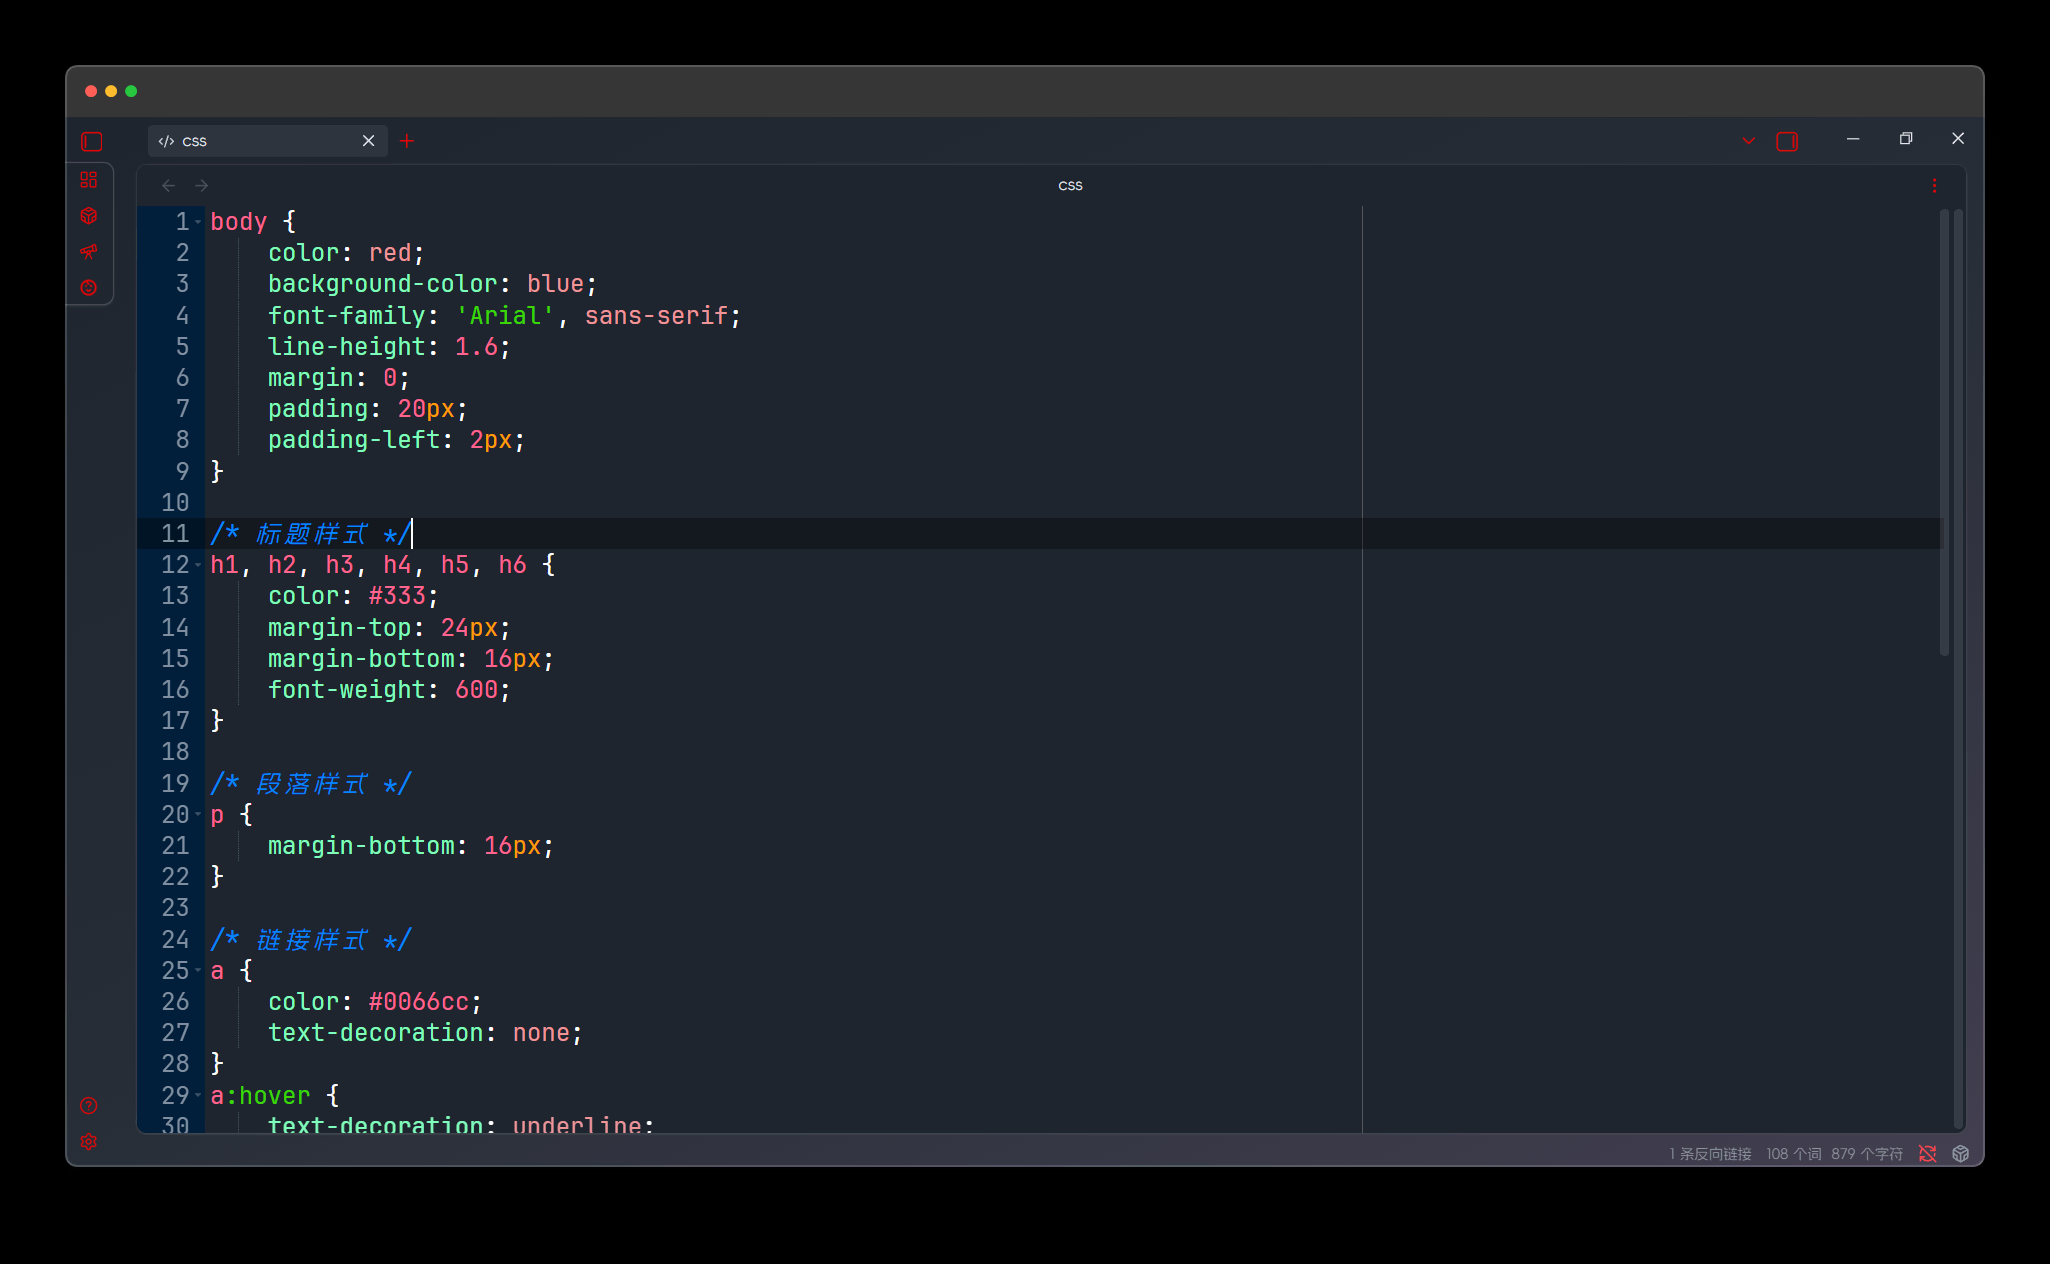 CSS
CSS
1 body {
2     color: red;
3     background-color: blue;
4     font-family: 'Arial', sans-serif;
5     line-height: 1.6;
6     margin: 0;
7     padding: 20px;
8     padding-left: 2px;
9 }
10
11 /* 标题样式 */
12 h1, h2, h3, h4, h5, h6 {
13     color: #333;
14     margin-top: 24px;
15     margin-bottom: 16px;
16     font-weight: 600;
17 }
18
19 /* 段落样式 */
20 p {
21     margin-bottom: 16px;
22 }
23
24 /* 链接样式 */
25 a {
26     color: #0066cc;
27     text-decoration: none;
28 }
29 a:hover {
30     text-decoration: underline;
1 条反向链接 108 个词 879 个字符